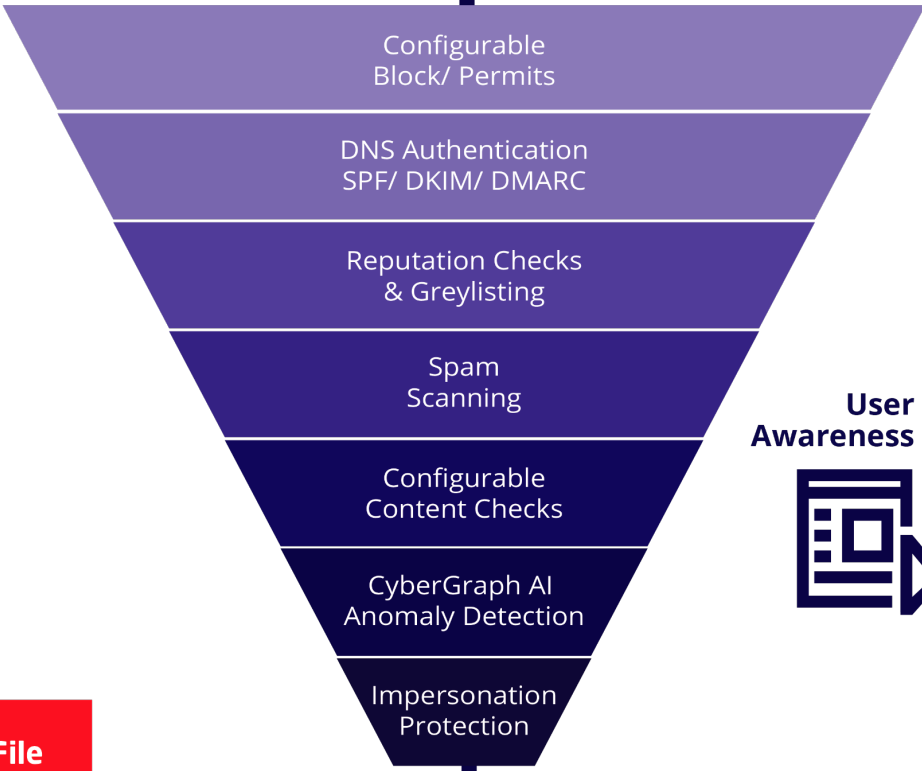 Configurable
Block/ Permits
DNS Authentication
SPF/ DKIM/ DMARC
Reputation Checks
& Greylisting
Spam
Scanning
User
Awareness
Configurable
Content Checks
CyberGraph AI
Anomaly Detection
Impersonation
Protection
File